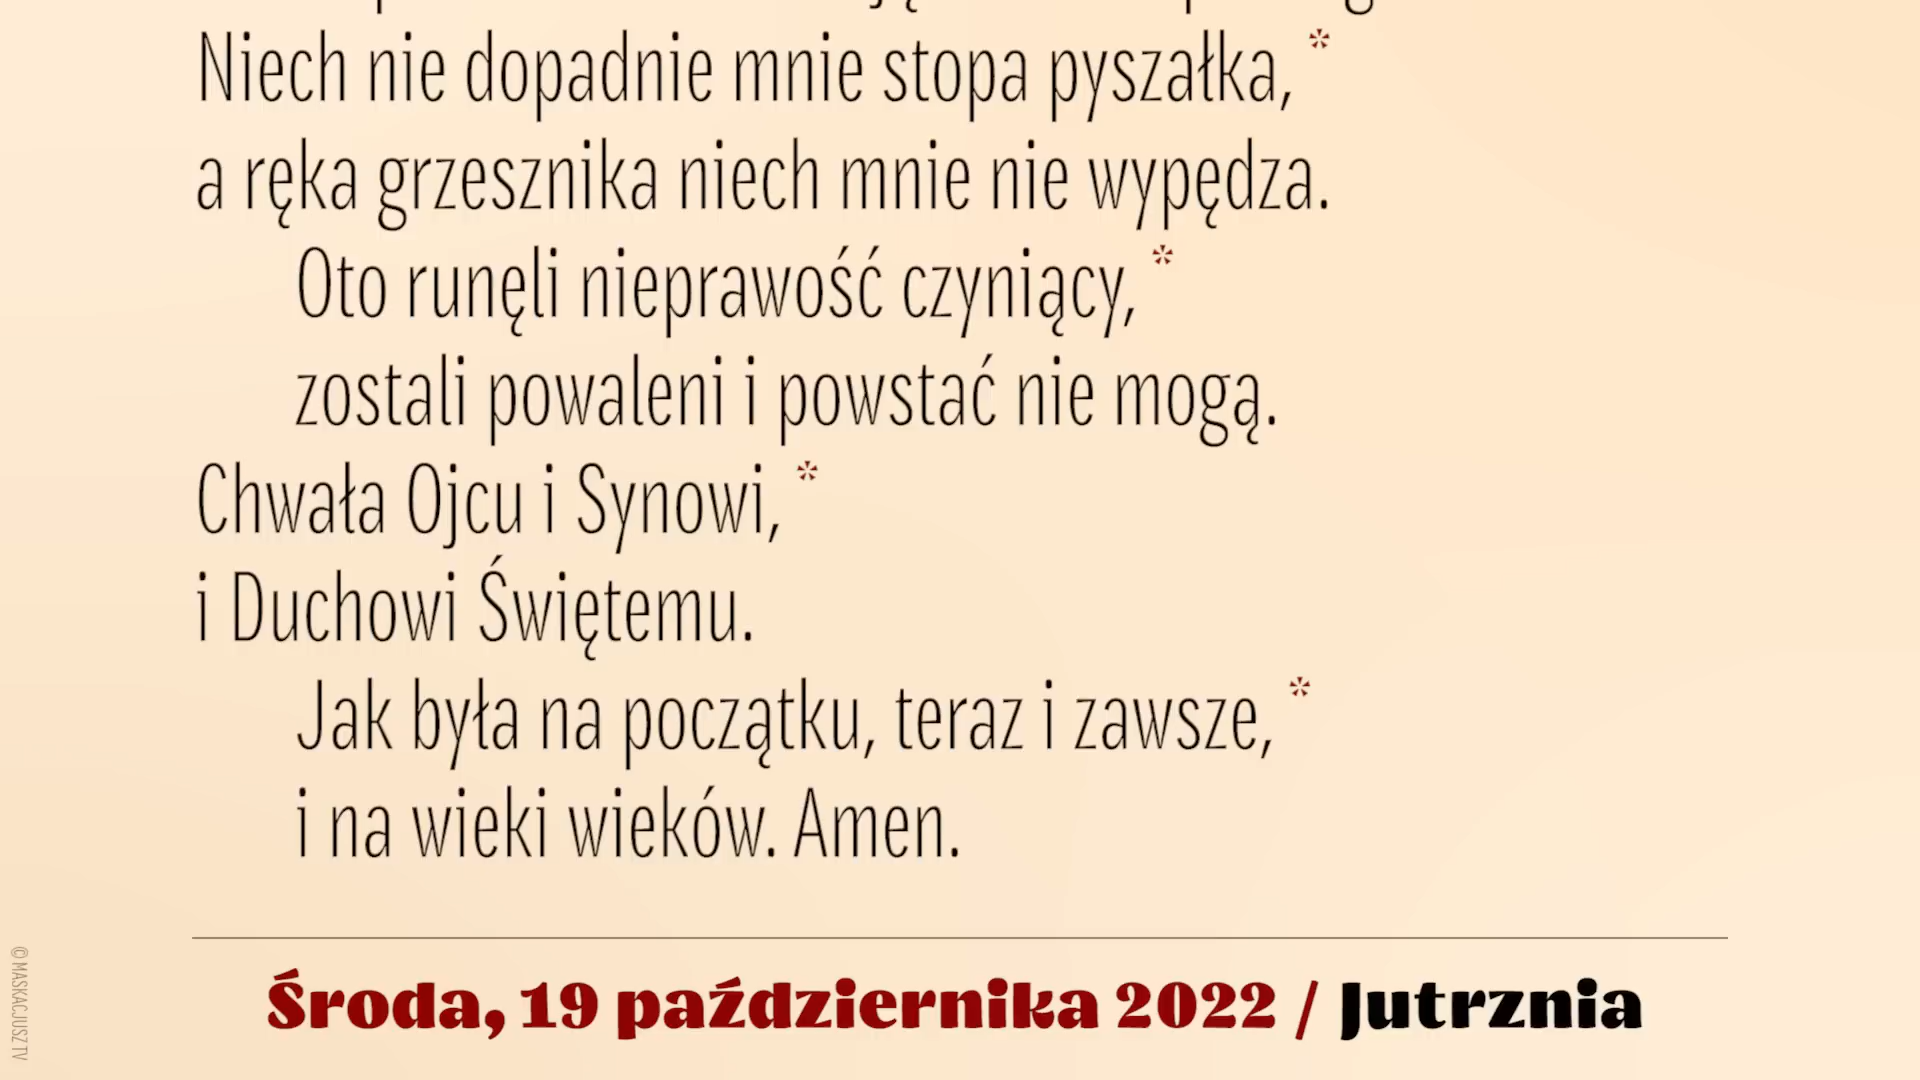 Niech nie dopadnie mnie stopa pyszałka, *
a ręka grzesznika niech mnie nie wypędza.
Oto runęli nieprawość czyniący, *
zostali powaleni i powstać nie mogą.
Chwała Ojcu i Synowi, *
i Duchowi Świętemu.
Jak była na początku, teraz i zawsze, *
i na wieki wieków. Amen.
Środa, 19 października 2022 / Jutrznia
© MASKACJUSZ TV